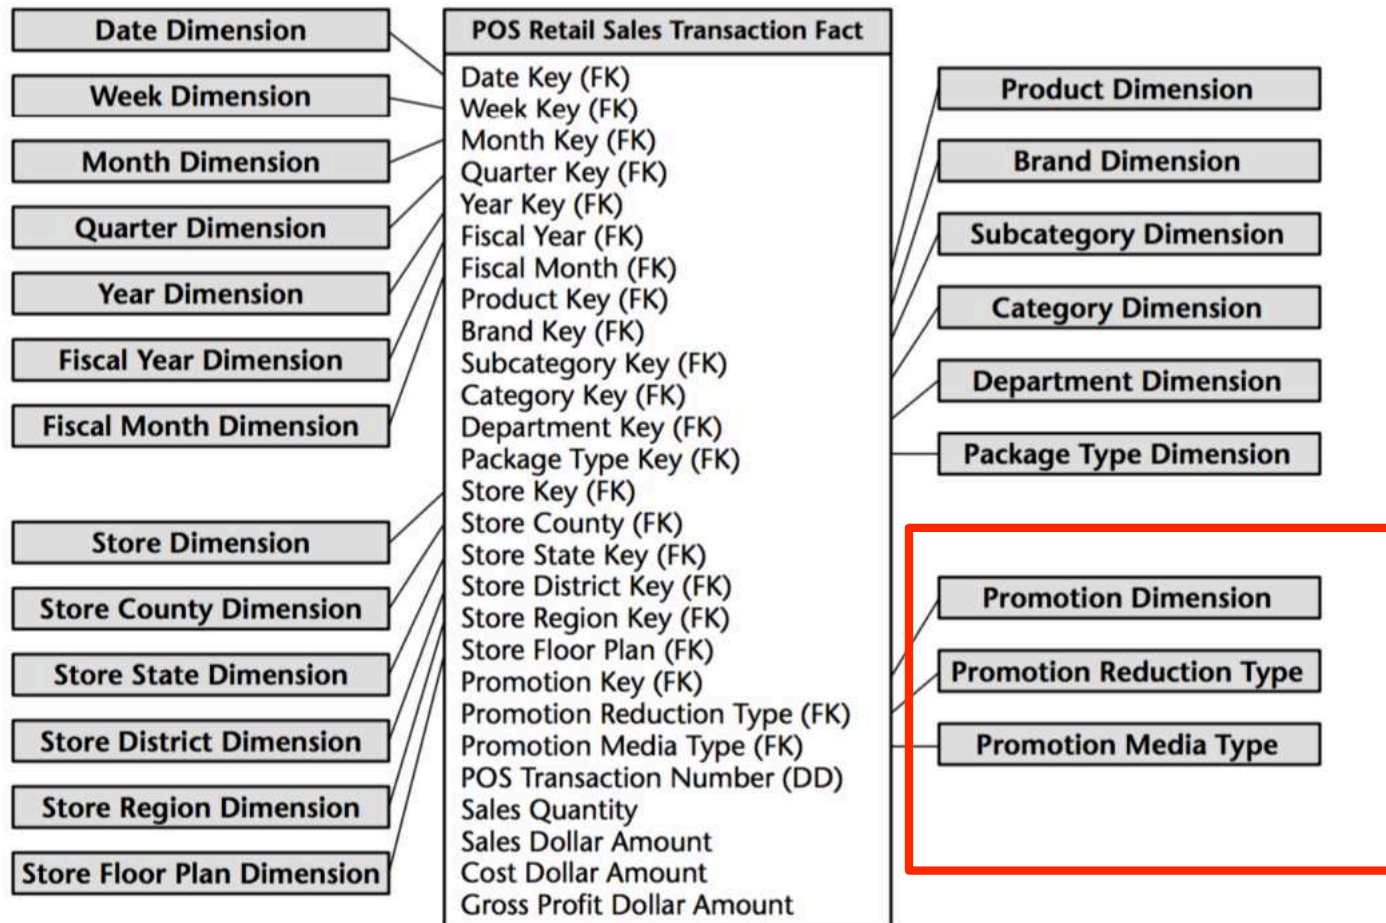 Date Dimension
Week Dimension
Month Dimension
Quarter Dimension
Year Dimension
Fiscal Year Dimension
Fiscal Month Dimension
Store Dimension
Store County Dimension
Store State Dimension
Store District Dimension
Store Region Dimension
Store Floor Plan Dimension
POS Retail Sales Transaction Fact
Date Key (FK)
Week Key (FK)
Month Key (FK)
Quarter Key (FK)
Year Key (FK)
Fiscal Year (FK)
Fiscal Month (FK)
Product Key (FK)
Brand Key (FK)
Subcategory Key (FK)
Category Key (FK)
Department Key (FK)
Package Type Key (FK)
Store Key (FK)
Store County (FK)
Store State Key (FK)
Store District Key (FK)
Store Region Key (FK)
Store Floor Plan (FK)
Promotion Key (FK)
Promotion Reduction Type (FK)
Promotion Media Type (FK)
POS Transaction Number (DD)
Sales Quantity
Sales Dollar Amount
Cost Dollar Amount
Gross Profit Dollar Amount
Product Dimension
Brand Dimension
Subcategory Dimension
Category Dimension
Department Dimension
Package Type Dimension
Promotion Dimension
Promotion Reduction Type
Promotion Media Type